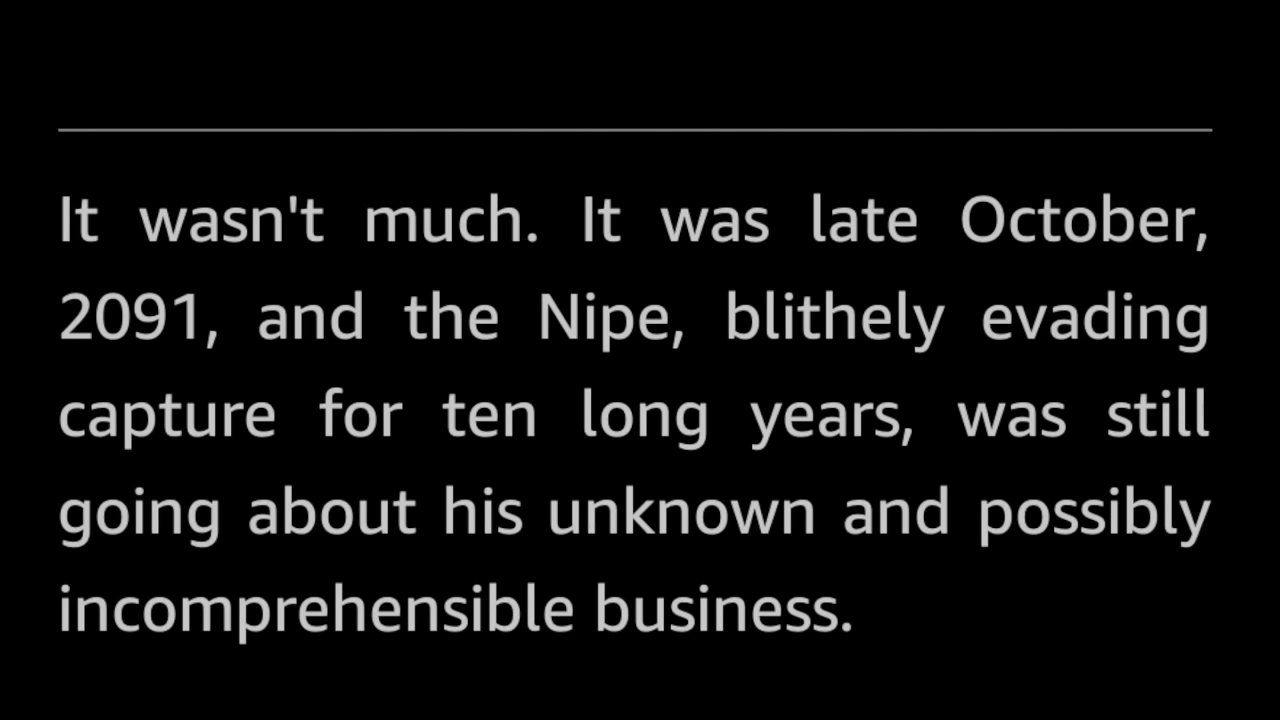 It wasn't much. It was late October,
2091, and the Nipe, blithely evading
capture for ten long years, was still
going about his unknown and possibly
incomprehensible business.